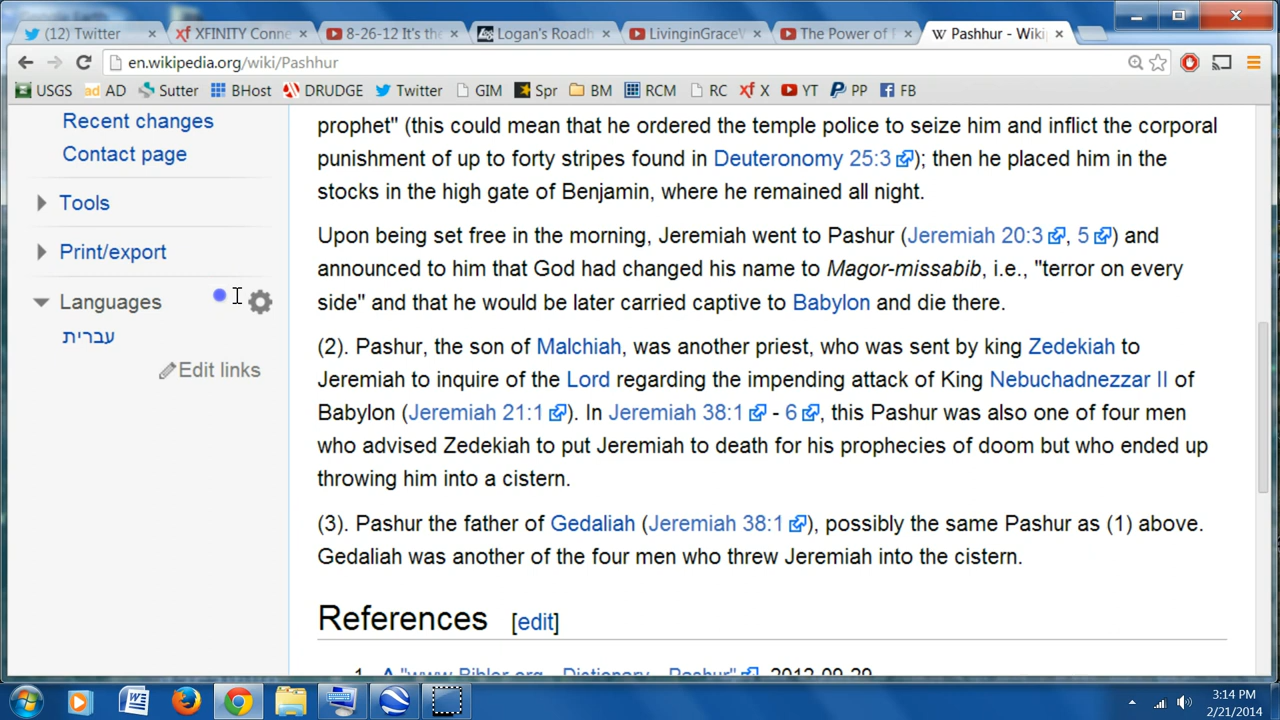 (12) Twitter
XFINITY Conne
8-26-12 It's the
Logan's Roadh
LivinginGraceV
The Power of
Pashhur - Wiki
en.wikipedia.org/wiki/Pashhur
USGS
ad AD
Sutter
BHost
DRUDGE
Twitter
GIM
Spr
BM
RCM
RC
xf X
YT
PP
FB
Recent changes
Contact page
Tools
Print/export
Languages
עברית
Edit links
prophet" (this could mean that he ordered the temple police to seize him and inflict the corporal
punishment of up to forty stripes found in Deuteronomy 25:3); then he placed him in the
stocks in the high gate of Benjamin, where he remained all night.
Upon being set free in the morning, Jeremiah went to Pashur (Jeremiah 20:3, 5) and
announced to him that God had changed his name to Magor-missabib, i.e., "terror on every
side" and that he would be later carried captive to Babylon and die there.
(2). Pashur, the son of Malchiah, was another priest, who was sent by king Zedekiah to
Jeremiah to inquire of the Lord regarding the impending attack of King Nebuchadnezzar II of
Babylon (Jeremiah 21:1). In Jeremiah 38:1 - 6, this Pashur was also one of four men
who advised Zedekiah to put Jeremiah to death for his prophecies of doom but who ended up
throwing him into a cistern.
(3). Pashur the father of Gedaliah (Jeremiah 38:1), possibly the same Pashur as (1) above.
Gedaliah was another of the four men who threw Jeremiah into the cistern.
References [edit]
1. ^ "www.Bibler.org - Dictionary - Pashur" 2012-09-29
3:14 PM
2/21/2014